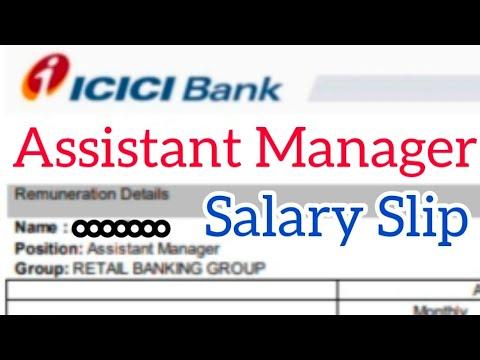 ICICI Bank
Assistant Manager
Remuneration Details
Salary Slip
Name :
Position: Assistant Manager
Group: RETAIL BANKING GROUP
Monthly